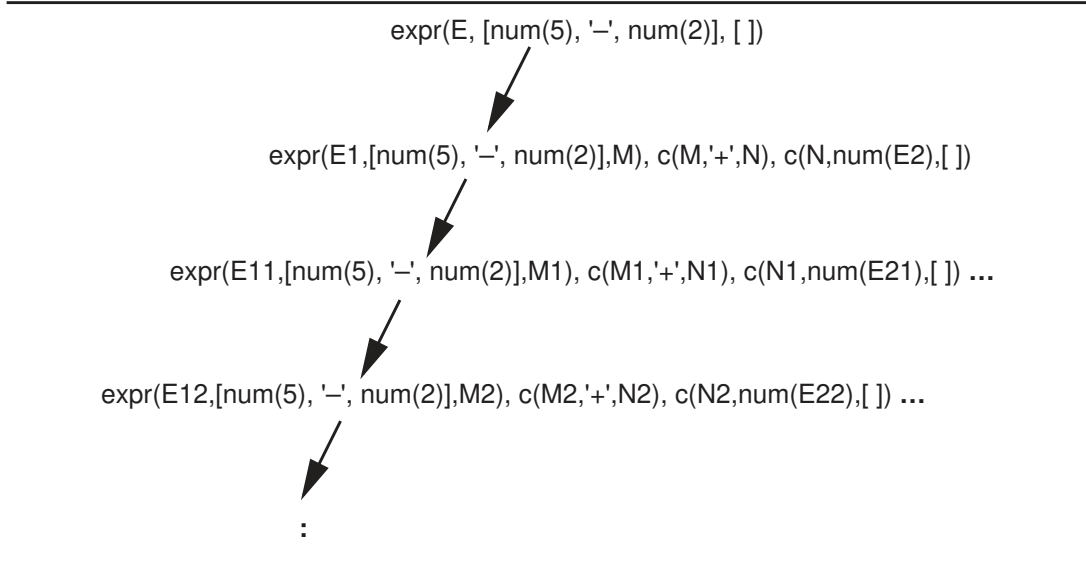 expr(E, [num(5), '–', num(2)], [ ])
expr(E1,[num(5), '–', num(2)],M), c(M,'+',N), c(N,num(E2),[ ])
expr(E11,[num(5), '–', num(2)],M1), c(M1,'+',N1), c(N1,num(E21),[ ]) ...
expr(E12,[num(5), '–', num(2)],M2), c(M2,'+',N2), c(N2,num(E22),[ ]) ...
: